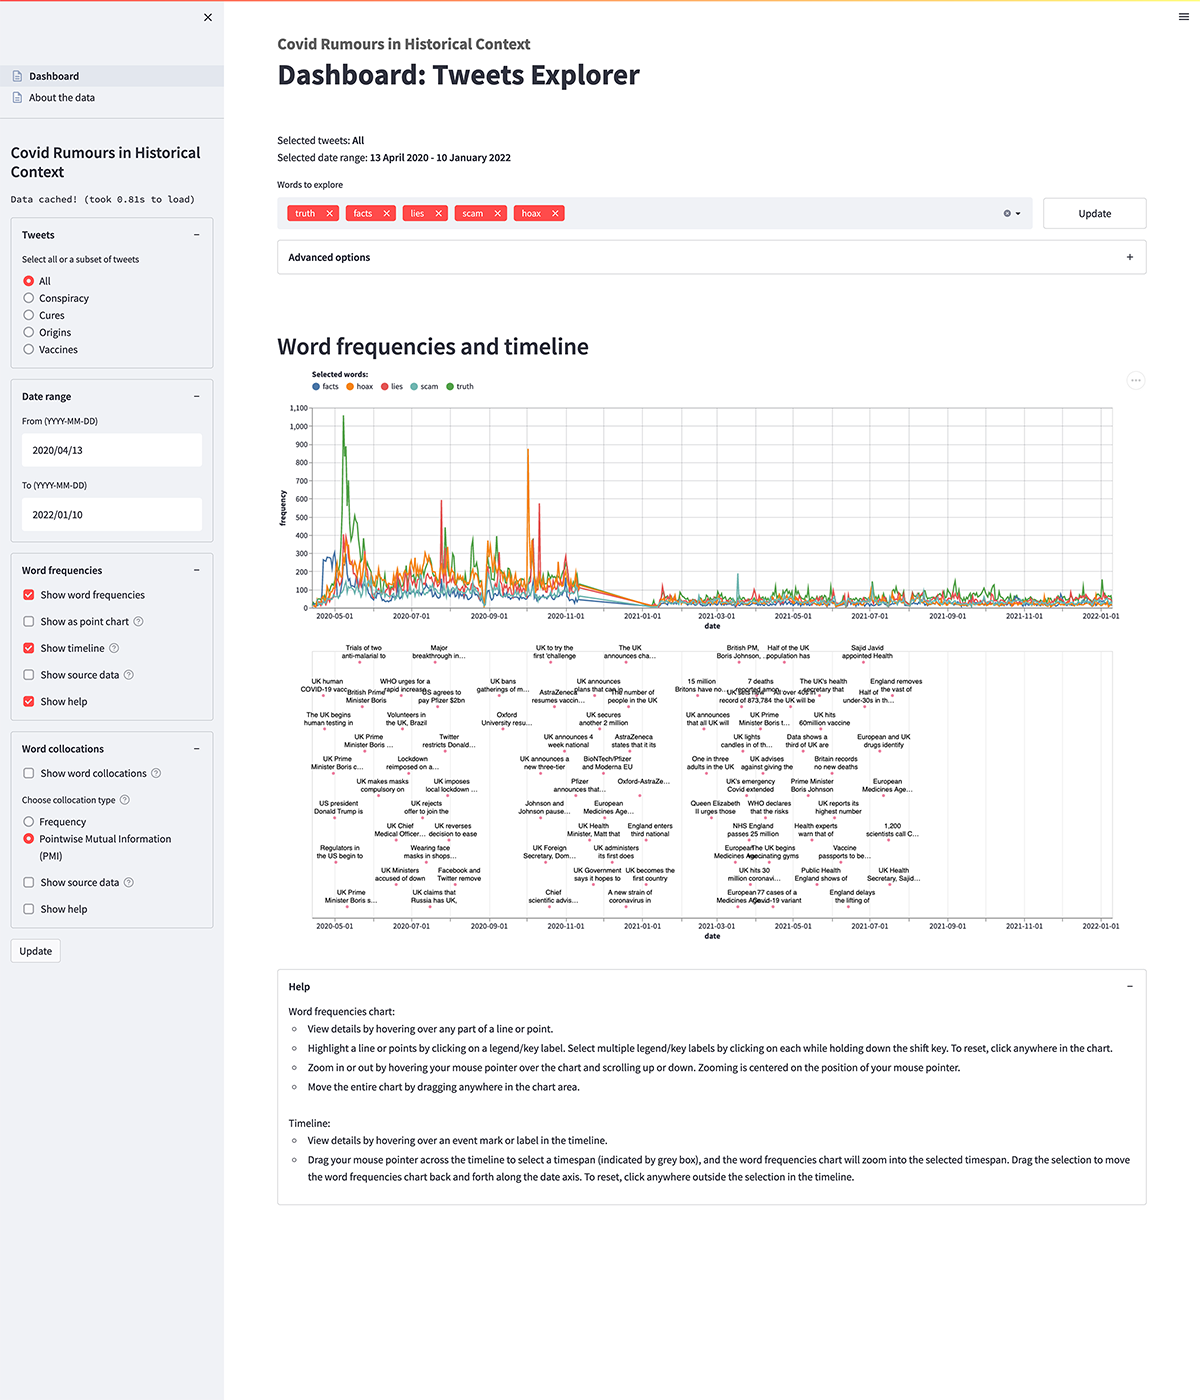 Dashboard
About the data
Covid Rumours in Historical
Context
Data cached! (took 0.81s to load)
Tweets
Select all or a subset of tweets
All
Conspiracy
Cures
Origins
Vaccines
Date range
From (YYYY-MM-DD)
2020/04/13
To (YYYY-MM-DD)
2022/01/10
Word frequencies
Show word frequencies
Show as point chart
Show timeline
Show source data
Show help
Word collocations
Show word collocations
Choose collocation type
Frequency
Pointwise Mutual Information
(PMI)
Show source data
Show help
Update
Covid Rumours in Historical Context
Dashboard: Tweets Explorer
Selected tweets: All
Selected date range: 13 April 2020 - 10 January 2022
Words to explore
truth facts lies scam hoax
Update
Advanced options
Word frequencies and timeline
Selected words:
facts hoax lies scam truth
1,100
1,000
900
800
700
600
500
400
300
200
100
0
frequency
2020-05-01 2020-07-01 2020-09-01 2020-11-01 2021-01-01 2021-03-01 2021-05-01 2021-07-01 2021-09-01 2021-11-01 2022-01-01
date
Trials of two Major UK to try the The UK British PM, Half of the UK Sajid Javid
anti-malarial to breakthrough in... first 'challenge announces cha... Boris Johnson, ...population has appointed Health
UK human WHO urges for a UK bans UK announces 15 million 7 deaths The UK's health England removes
COVID-19 vacc... rapid increase gatherings of m... plans that can in Britons have no... reported amon secretary that the vast of
British Prime US agrees to AstraZeneca The number of UK sets new All over 40s in Half of
Minister Boris pay Pfizer $2bn resumes vaccin... people in the UK record of 873,784 the UK will be under-30s in th...
The UK begins Volunteers in Oxford UK secures UK announces UK Prime UK hits
human testing in the UK, Brazil University resu... another 2 million that all UK will Minister Boris t... 60million vaccine
UK Prime Twitter UK announces 4 AstraZeneca UK lights Data shows a European and UK
Minister Boris ... restricts Donald... week national states that it its candles in of th... third of UK are drugs identify
UK Prime Lockdown UK announces a BioNTech/Pfizer One in three UK advises Britain records
Minister Boris c... reimposed on a... new three-tier and Moderna EU adults in the UK against giving the no new deaths
UK makes masks UK imposes Pfizer Oxford-AstraZe... UK's emergency Prime Minister European
compulsory on local lockdown ... announces that... Covid extended Boris Johnson Medicines Age...
US president UK rejects Johnson and European Queen Elizabeth WHO declares UK reports its
Donald Trump is offer to join the Johnson pause... Medicines Age... II urges those that the risks highest number
UK Chief UK reverses UK Health England enters NHS England Health experts 1,200
Medical Officer... decision to ease Minister, Matt that third national passes 25 million warn that of scientists call C...
Regulators in Wearing face UK Foreign UK administers European The UK begins Vaccine
the US begin to masks in shops... Secretary, Dom... its first does Medicines Age vaccinating gyms passports to be...
UK Ministers Facebook and UK Government UK becomes the UK hits 30 Public Health UK Health
accused of down Twitter remove says it hopes to first country million coronavi... England shows of Secretary, Sajid...
UK Prime UK claims that Chief A new strain of European 77 cases of a England delays
Minister Boris s... Russia has UK, scientific advis... coronavirus in Medicines Age Covid-19 variant the lifting of
2020-05-01 2020-07-01 2020-09-01 2020-11-01 2021-01-01 2021-03-01 2021-05-01 2021-07-01 2021-09-01 2021-11-01 2022-01-01
date
Help
Word frequencies chart:
View details by hovering over any part of a line or point.
Highlight a line or points by clicking on a legend/key label. Select multiple legend/key labels by clicking on each while holding down the shift key. To reset, click anywhere in the chart.
Zoom in or out by hovering your mouse pointer over the chart and scrolling up or down. Zooming is centered on the position of your mouse pointer.
Move the entire chart by dragging anywhere in the chart area.
Timeline:
View details by hovering over an event mark or label in the timeline.
Drag your mouse pointer across the timeline to select a timespan (indicated by grey box), and the word frequencies chart will zoom into the selected timespan. Drag the selection to move
the word frequencies chart back and forth along the date axis. To reset, click anywhere outside the selection in the timeline.